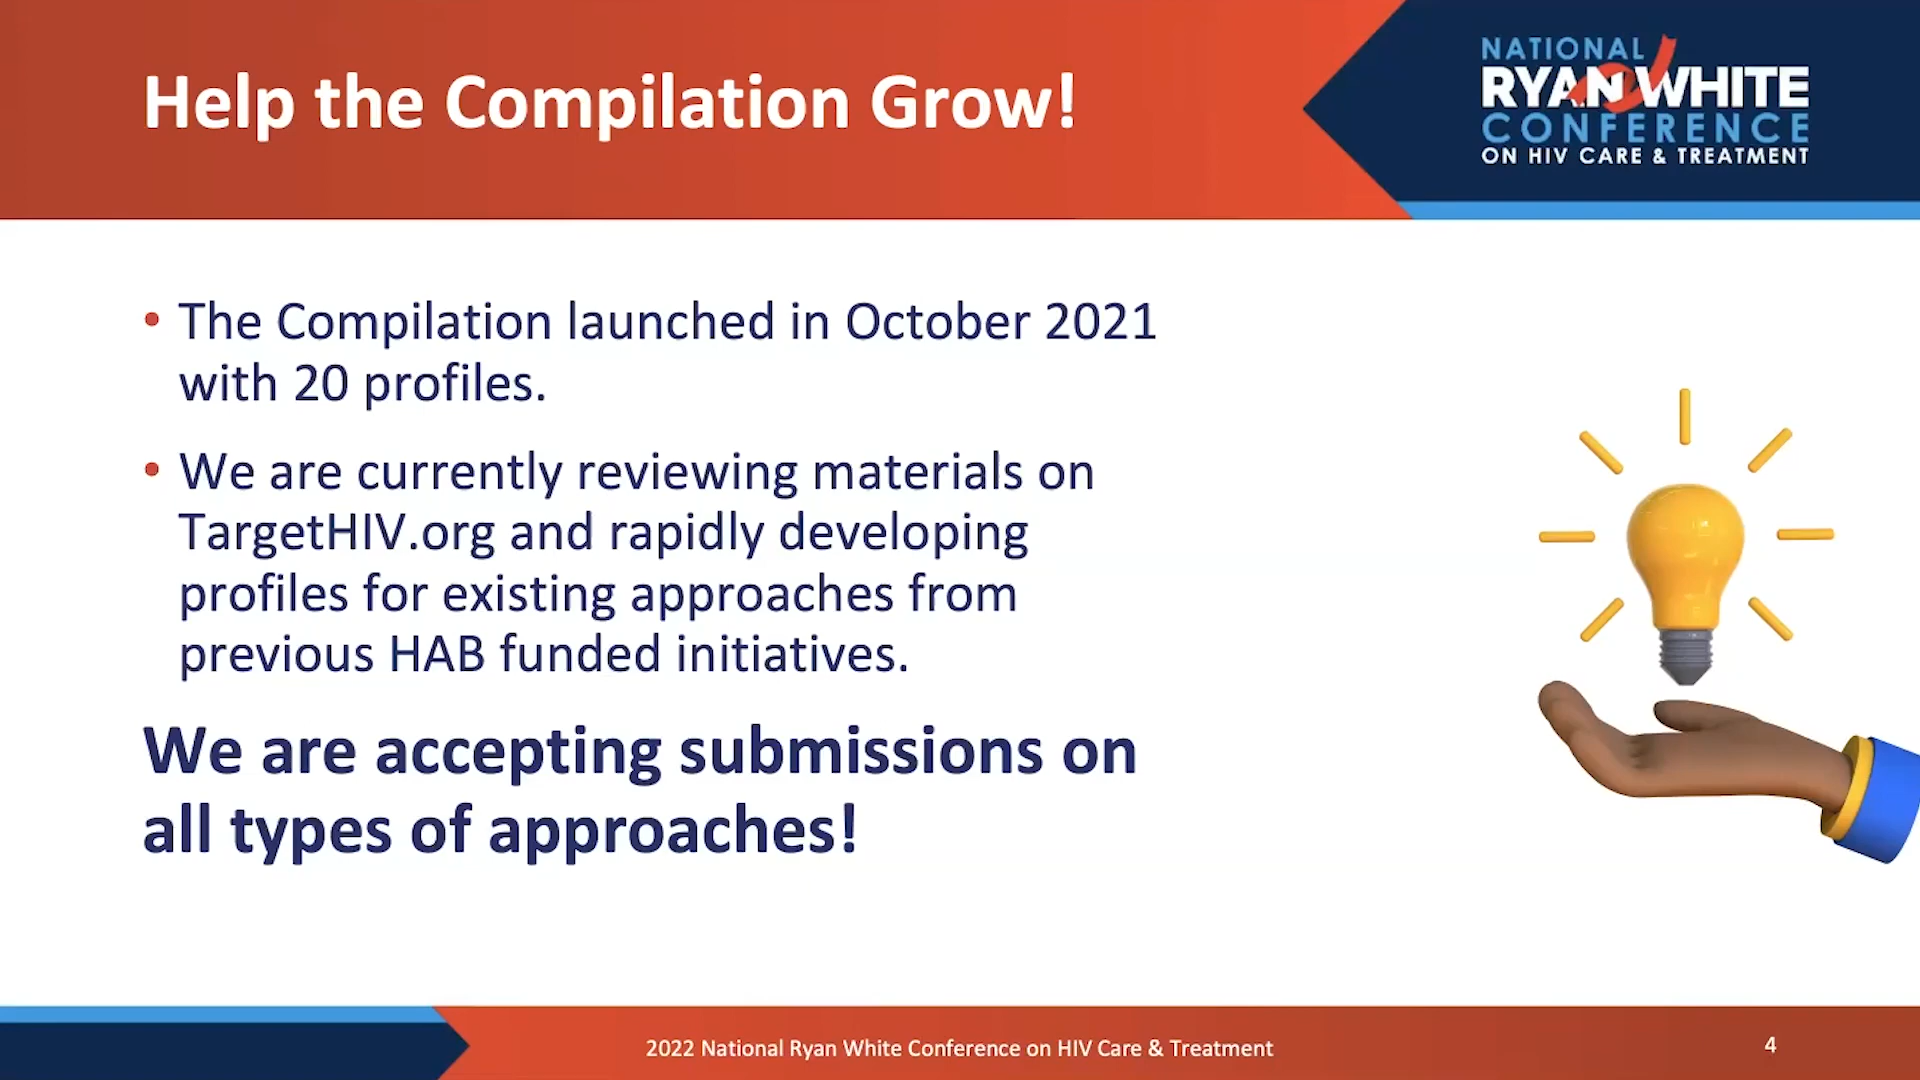 Help the Compilation Grow!
NATIONAL
RYAN WHITE
CONFERENCE
ON HIV CARE & TREATMENT
• The Compilation launched in October 2021
with 20 profiles.
• We are currently reviewing materials on
TargetHIV.org and rapidly developing
profiles for existing approaches from
previous HAB funded initiatives.
We are accepting submissions on
all types of approaches!
2022 National Ryan White Conference on HIV Care & Treatment
4